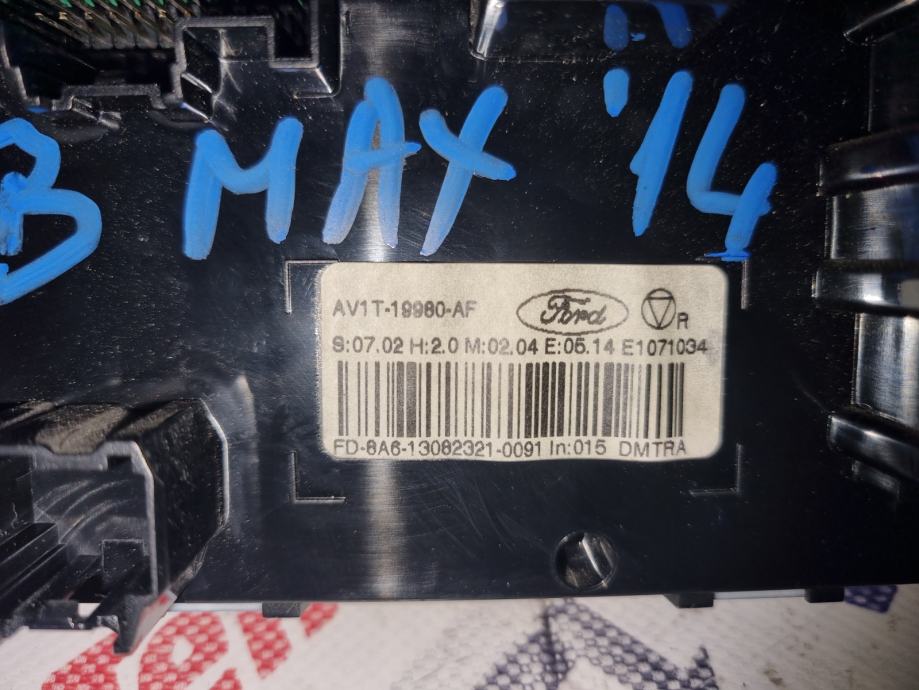 B MAX '14
AV1T-19980-AF Ford R
S:07.02 H:2.0 M:02.04 E:05.14 E1071034
FD-8A6-13082321-0091 In:015 DMTRA